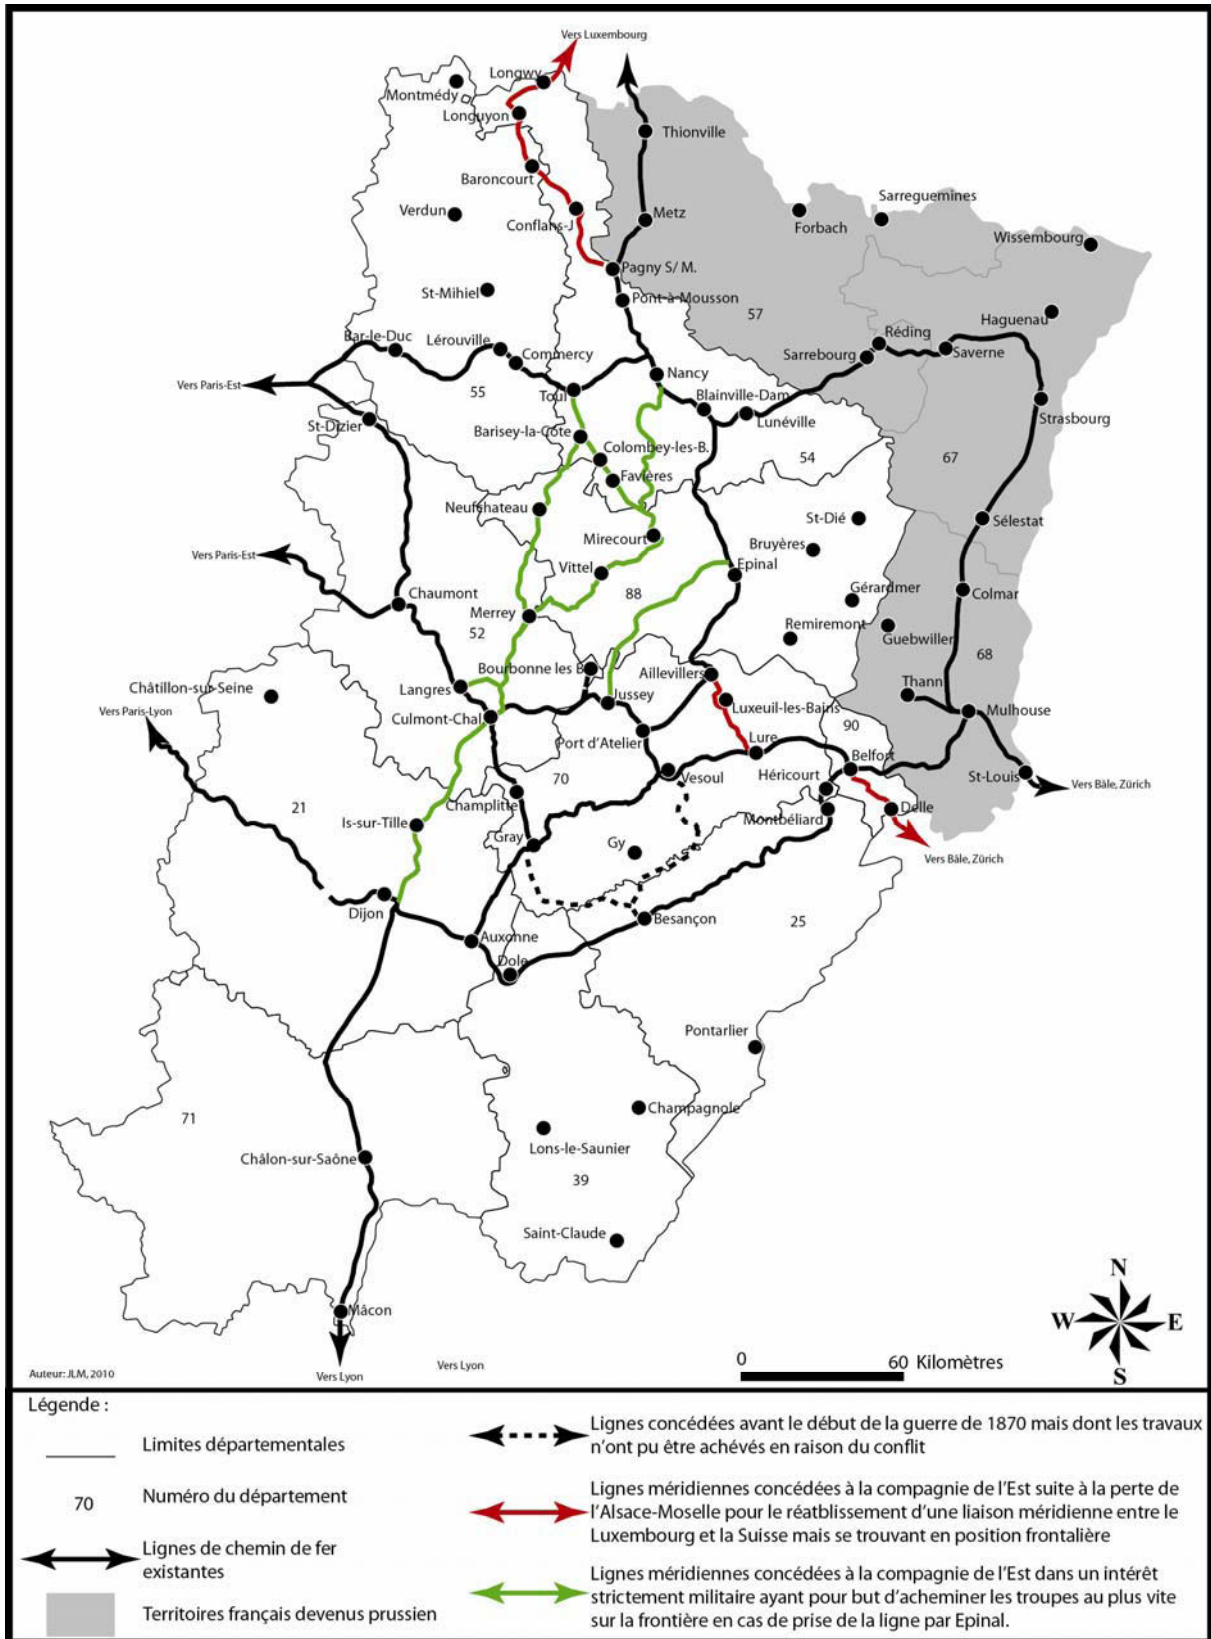 Vers Luxembourg
Longwy
Montmédy
Longuyon
Thionville
Baroncourt
Sarreguemines
Verdun
Metz
Forbach
Conflans-J
Wissembourg
Pagny S/ M.
St-Mihiel
Pont-à-Mousson
57
Haguenau
Bar-le-Duc
Lérouville
Réding
Commercy
Sarrebourg
Saverne
Nancy
Vers Paris-Est
55
Toul
Blainville-Dam
Lunéville
Strasbourg
St-Dizier
Barisey-la-Côte
Colombey-les-B.
54
67
Favières
Neufchateau
St-Dié
Sélestat
Mirecourt
Bruyères
Vers Paris-Est
Vittel
Epinal
88
Gérardmer
Colmar
Chaumont
Merrey
52
Remiremont
Guebwiller
68
Bourbonne les B
Aillevillers
Châtillon-sur-Seine
Langres
Jussey
Thann
Vers Paris-Lyon
Culmont-Chal
Luxeuil-les-Bains
Mulhouse
90
Port d'Atelier
Lure
Belfort
70
Vesoul
Héricourt
St-Louis
Vers Bâle, Zürich
21
Champlitte
Is-sur-Tille
Montbéliard
Delle
Gray
Gy
Vers Bâle, Zürich
Dijon
Besançon
25
Auxonne
Dole
Pontarlier
71
Champagnole
Lons-le-Saunier
Châlon-sur-Saône
39
Saint-Claude
N
Mâcon
W
E
S
0
60 Kilomètres
Vers Lyon
Auteur: JLM, 2010
Vers Lyon
Légende :
Limites départementales
70
Numéro du département
Lignes de chemin de fer
existantes
Territoires français devenus prussien
Lignes concédées avant le début de la guerre de 1870 mais dont les travaux
n'ont pu être achévés en raison du conflit
Lignes méridiennes concédées à la compagnie de l'Est suite à la perte de
l'Alsace-Moselle pour le réatblissement d'une liaison méridienne entre le
Luxembourg et la Suisse mais se trouvant en position frontalière
Lignes méridiennes concédées à la compagnie de l'Est dans un intérêt
strictement militaire ayant pour but d'acheminer les troupes au plus vite
sur la frontière en cas de prise de la ligne par Epinal.